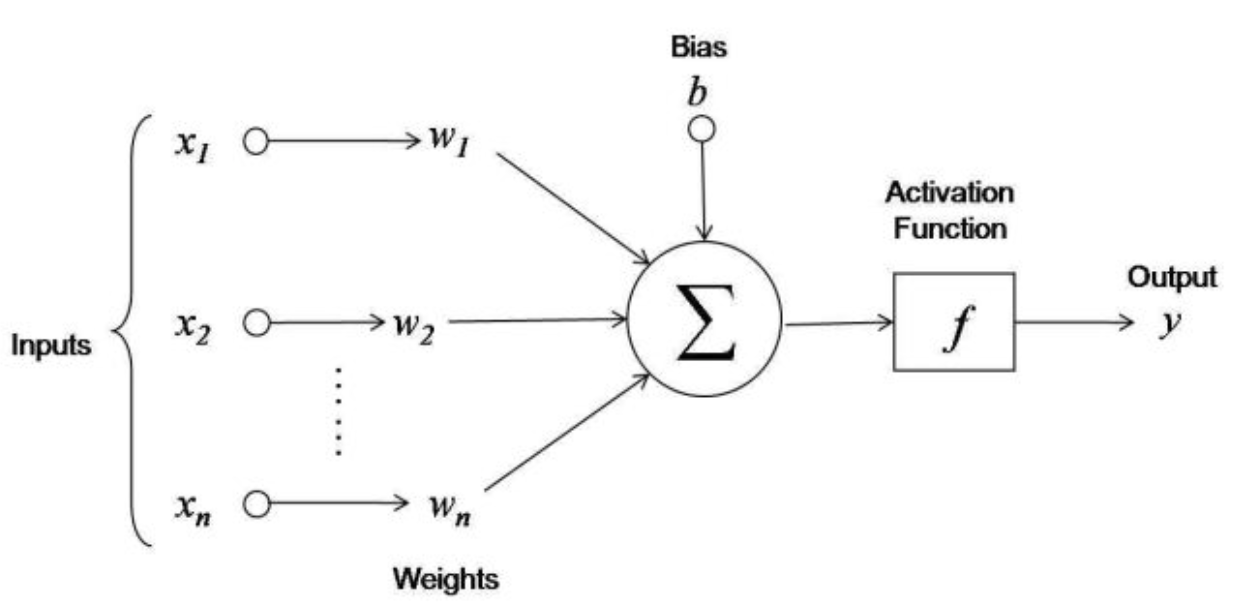 Bias
b
x1 w1
Activation
Function
Output
Inputs x2 w2 Σ f y
xn wn
Weights